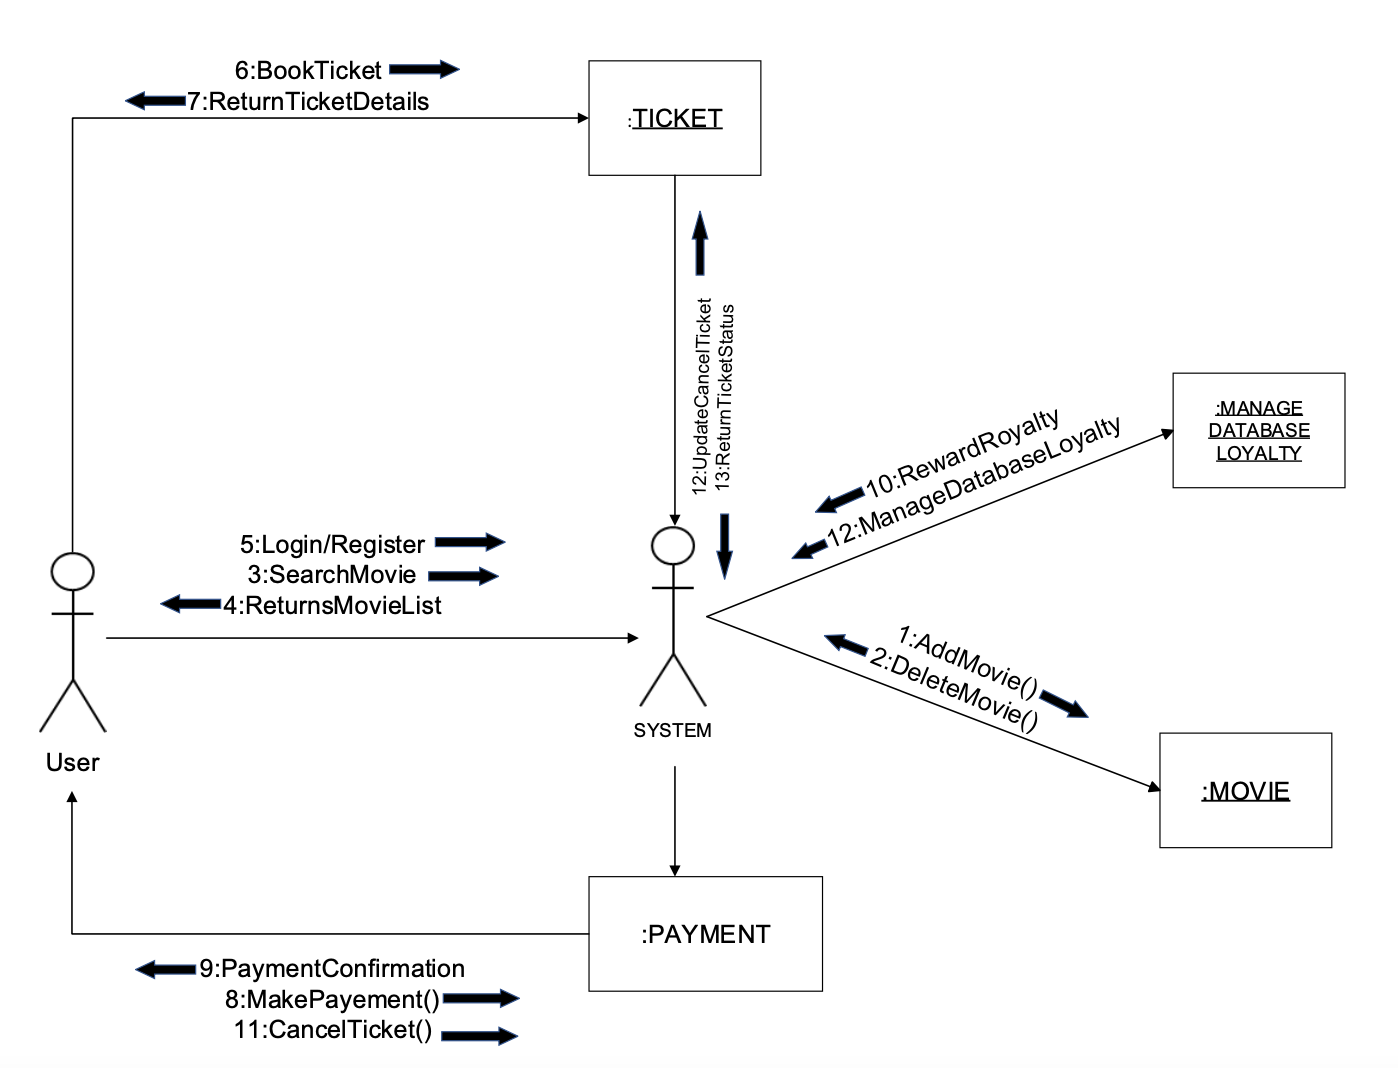 6:BookTicket
7:ReturnTicketDetails
:TICKET
12:UpdateCancelTicket
13:ReturnTicketStatus
:MANAGE
DATABASE
LOYALTY
10:RewardRoyalty
12:ManageDatabaseLoyalty
5:Login/Register
3:SearchMovie
4:ReturnsMovieList
1:AddMovie()
2:DeleteMovie()
SYSTEM
User
:MOVIE
:PAYMENT
9:PaymentConfirmation
8:MakePayement()
11:CancelTicket()